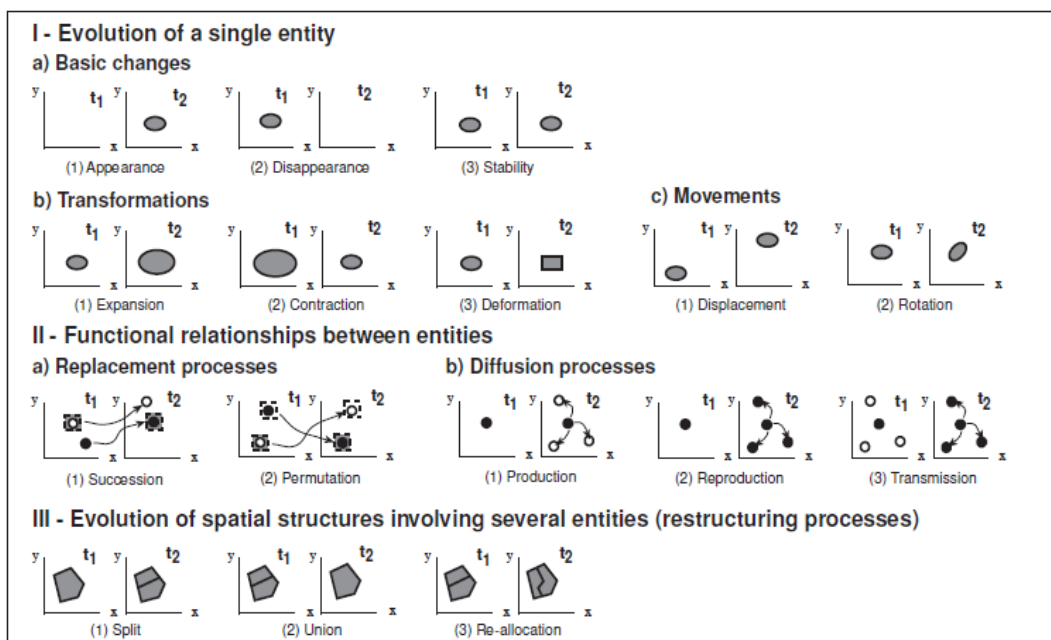 I - Evolution of a single entity
a) Basic changes
y t1 y t2 y t1 y t2 y t1 y t2
x x x x x x
(1) Appearance (2) Disappearance (3) Stability
b) Transformations c) Movements
y t1 y t2 y t1 y t2 y t1 y t2 y t1 y t2 y t1 y t2
x x x x x x x x x x
(1) Expansion (2) Contraction (3) Deformation (1) Displacement (2) Rotation
II - Functional relationships between entities
a) Replacement processes b) Diffusion processes
y t1 y t2 y t1 y t2 y t1 y t2 y t1 y t2 y t1 y t2
x x x x x x x x x x
(1) Succession (2) Permutation (1) Production (2) Reproduction (3) Transmission
III - Evolution of spatial structures involving several entities (restructuring processes)
y t1 y t2 y t1 y t2 y t1 y t2
x x x x x x
(1) Split (2) Union (3) Re-allocation